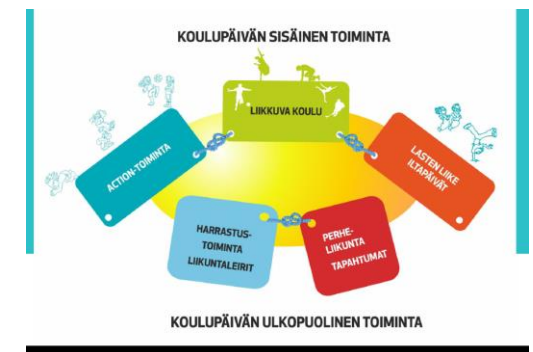 KOULUPÄIVÄN SISÄINEN TOIMINTA
LIIKKUVA KOULU
ACTION-TOIMINTA
LASTEN LIIKE
ILTAPÄIVÄT
HARRASTUS-
TOIMINTA
LIIKUNTALEIRIT
PERHE-
LIIKUNTA
TAPAHTUMAT
KOULUPÄIVÄN ULKOPUOLINEN TOIMINTA